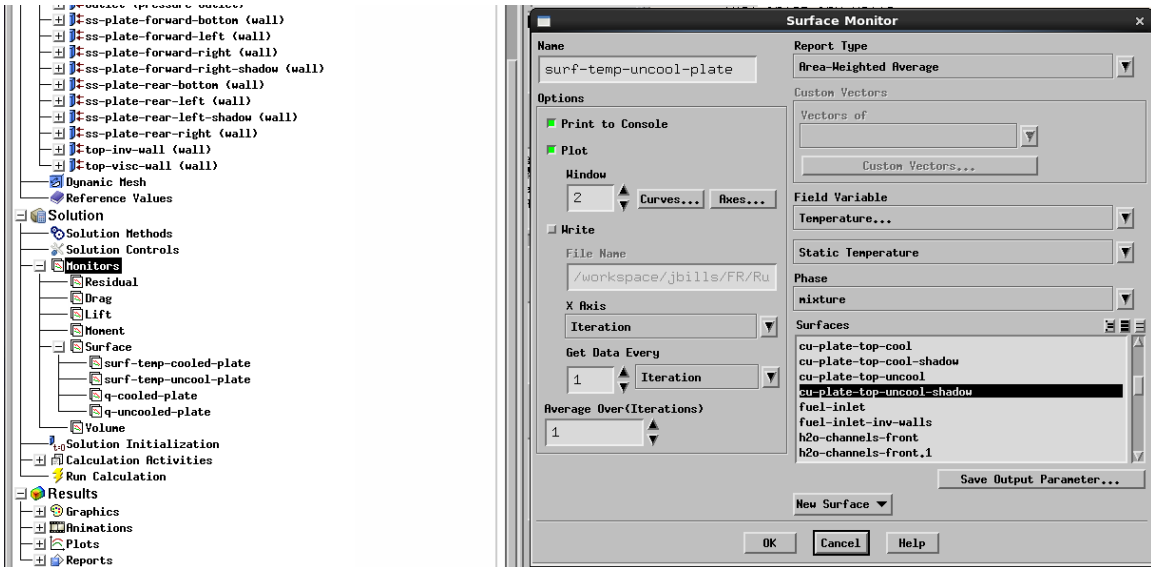 outlet (pressure-outlet)
ss-plate-forward-bottom (wall)
ss-plate-forward-left (wall)
ss-plate-forward-right (wall)
ss-plate-forward-right-shadow (wall)
ss-plate-rear-bottom (wall)
ss-plate-rear-left (wall)
ss-plate-rear-left-shadow (wall)
ss-plate-rear-right (wall)
top-inv-wall (wall)
top-visc-wall (wall)
Dynamic Mesh
Reference Values
Solution
Solution Methods
Solution Controls
Monitors
Residual
Drag
Lift
Moment
Surface
surf-temp-cooled-plate
surf-temp-uncool-plate
q-cooled-plate
q-uncooled-plate
Volume
t=0 Solution Initialization
Calculation Activities
Run Calculation
Results
Graphics
Animations
Plots
Reports
Surface Monitor
Name
surf-temp-uncool-plate
Options
Print to Console
Plot
Window
2
Curves...
Axes...
Write
File Name
/workspace/jbills/FR/Ru
X Axis
Iteration
Get Data Every
1
Iteration
Average Over(Iterations)
1
Report Type
Area-Weighted Average
Custom Vectors
Vectors of
Custom Vectors...
Field Variable
Temperature...
Static Temperature
Phase
mixture
Surfaces
cu-plate-top-cool
cu-plate-top-cool-shadow
cu-plate-top-uncool
cu-plate-top-uncool-shadow
fuel-inlet
fuel-inlet-inv-walls
h2o-channels-front
h2o-channels-front.1
Save Output Parameter...
New Surface
OK
Cancel
Help